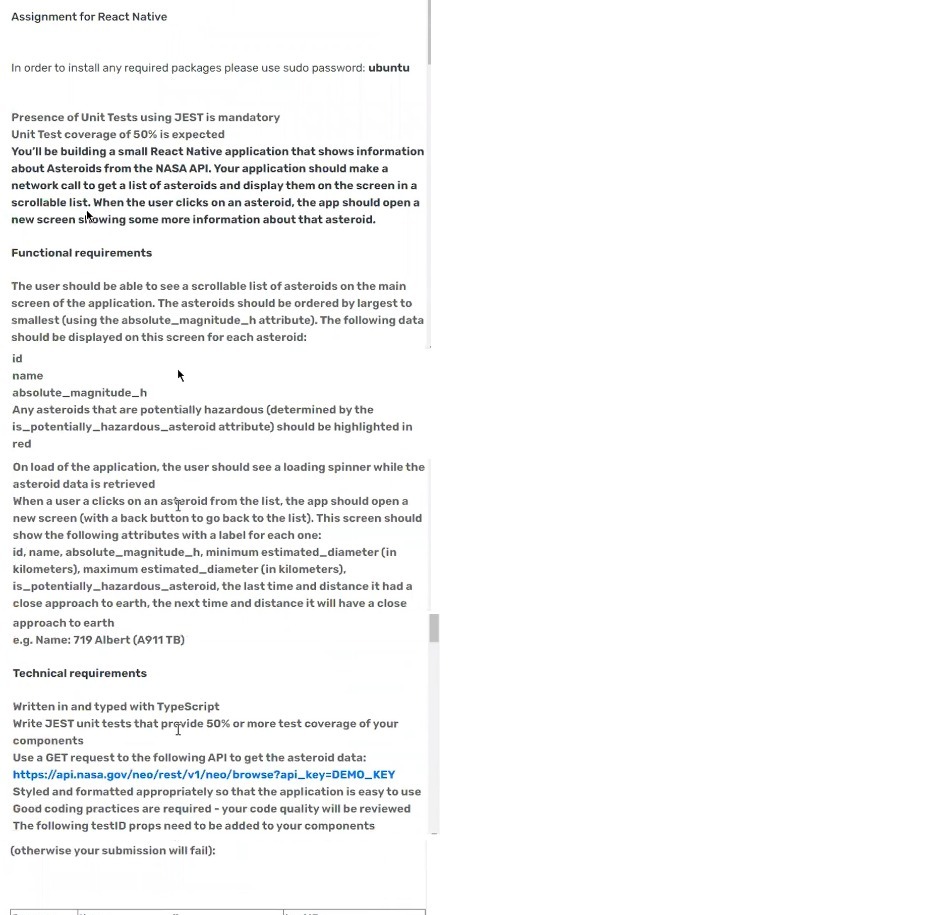 Assignment for React Native
In order to install any required packages please use sudo password: ubuntu
Presence of Unit Tests using JEST is mandatory
Unit Test coverage of 50% is expected
You'll be building a small React Native application that shows information
about Asteroids from the NASA API. Your application should make a
network call to get a list of asteroids and display them on the screen in a
scrollable list. When the user clicks on an asteroid, the app should open a
new screen showing some more information about that asteroid.
Functional requirements
The user should be able to see a scrollable list of asteroids on the main
screen of the application. The asteroids should be ordered by largest to
smallest (using the absolute_magnitude_h attribute). The following data
should be displayed on this screen for each asteroid:
id
name
absolute_magnitude_h
Any asteroids that are potentially hazardous (determined by the
is_potentially_hazardous_asteroid attribute) should be highlighted in
red
On load of the application, the user should see a loading spinner while the
asteroid data is retrieved
When a user a clicks on an asteroid from the list, the app should open a
new screen (with a back button to go back to the list). This screen should
show the following attributes with a label for each one:
id, name, absolute_magnitude_h, minimum estimated_diameter (in
kilometers), maximum estimated_diameter (in kilometers),
is_potentially_hazardous_asteroid, the last time and distance it had a
close approach to earth, the next time and distance it will have a close
approach to earth
e.g. Name: 719 Albert (A911 TB)
Technical requirements
Written in and typed with TypeScript
Write JEST unit tests that provide 50% or more test coverage of your
components
Use a GET request to the following API to get the asteroid data:
https://api.nasa.gov/neo/rest/v1/neo/browse?api_key=DEMO_KEY
Styled and formatted appropriately so that the application is easy to use
Good coding practices are required - your code quality will be reviewed
The following testID props need to be added to your components
(otherwise your submission will fail):